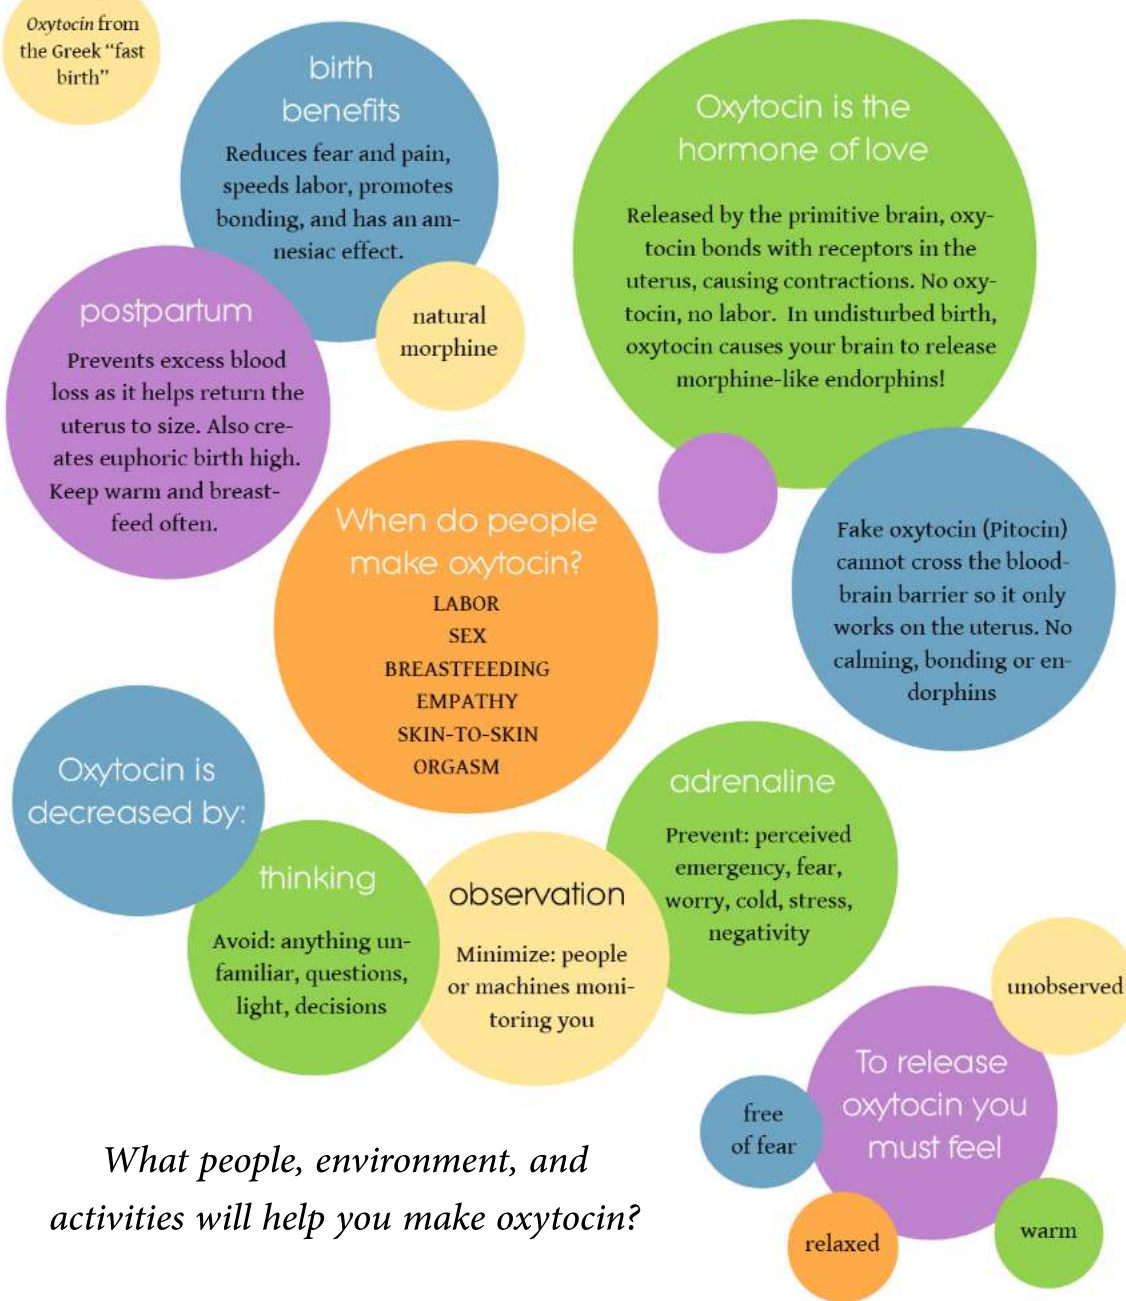 Oxytocin from
the Greek “fast
birth”
birth
benefits
Reduces fear and pain,
speeds labor, promotes
bonding, and has an am-
nesiac effect.
natural
morphine
Oxytocin is the
hormone of love
Released by the primitive brain, oxy-
tocin bonds with receptors in the
uterus, causing contractions. No oxy-
tocin, no labor.  In undisturbed birth,
oxytocin causes your brain to release
morphine-like endorphins!
postpartum
Prevents excess blood
loss as it helps return the
uterus to size. Also cre-
ates euphoric birth high.
Keep warm and breast-
feed often.
When do people
make oxytocin?
LABOR
SEX
BREASTFEEDING
EMPATHY
SKIN-TO-SKIN
ORGASM
Fake oxytocin (Pitocin)
cannot cross the blood-
brain barrier so it only
works on the uterus. No
calming, bonding or en-
dorphins
Oxytocin is
decreased by:
thinking
Avoid: anything un-
familiar, questions,
light, decisions
observation
Minimize: people
or machines moni-
toring you
adrenaline
Prevent: perceived
emergency, fear,
worry, cold, stress,
negativity
To release
oxytocin you
must feel
unobserved
free
of fear
relaxed
warm
What people, environment, and
activities will help you make oxytocin?